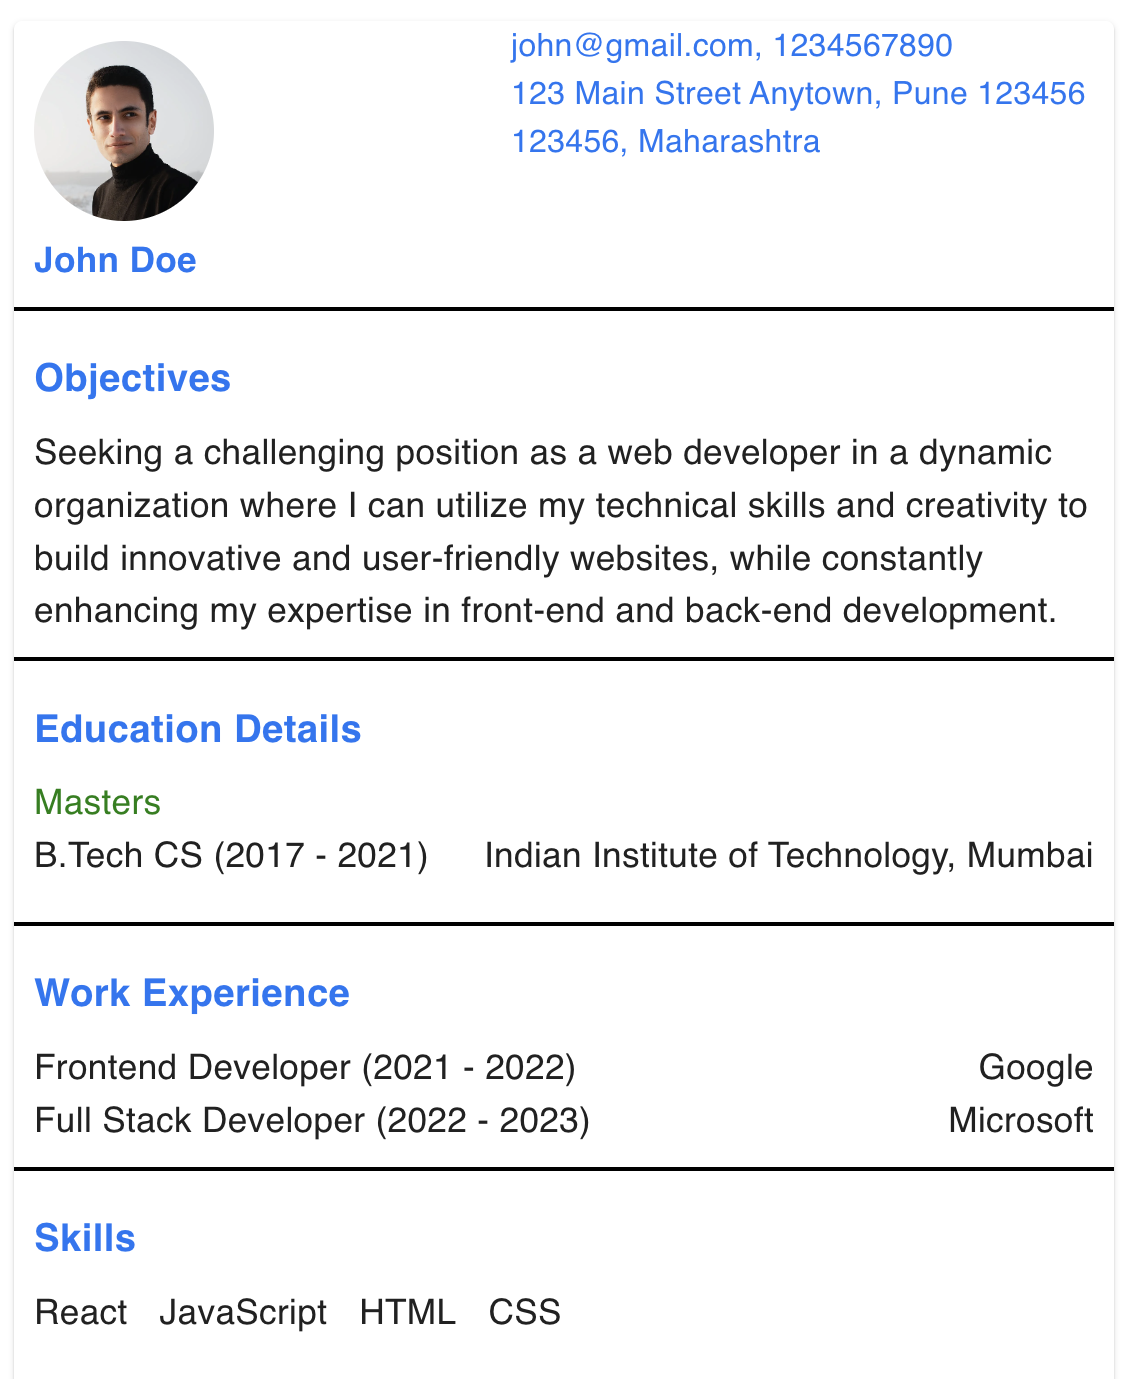 john@gmail.com, 1234567890
123 Main Street Anytown, Pune 123456
123456, Maharashtra
John Doe
Objectives
Seeking a challenging position as a web developer in a dynamic
organization where I can utilize my technical skills and creativity to
build innovative and user-friendly websites, while constantly
enhancing my expertise in front-end and back-end development.
Education Details
Masters
B.Tech CS (2017 - 2021) Indian Institute of Technology, Mumbai
Work Experience
Frontend Developer (2021 - 2022) Google
Full Stack Developer (2022 - 2023) Microsoft
Skills
React JavaScript HTML CSS